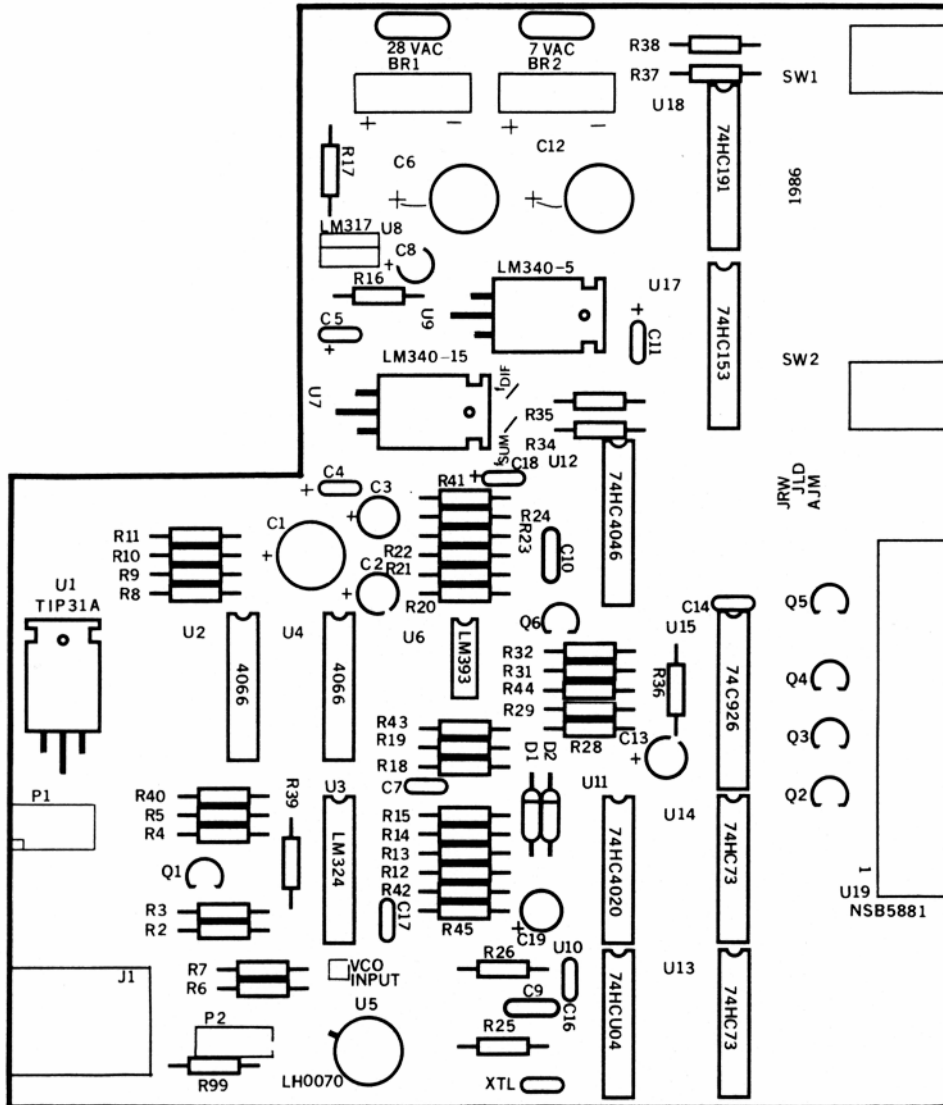 28 VAC
BR1
+
−
7 VAC
BR2
+
−
R38
R37
U18
SW1
74HC191
1986
R17
C6
+
C12
+
LM317
U8
C8
+
R16
LM340-5
U9
U17
+
C11
74HC153
C5
+
LM340-15
U7
fDIF
fSUM
SW2
R35
R34
U12
C18
+
74HC4046
JRW
JLD
AJM
C4
+
C3
+
C1
+
C2
+
R41
R24
R23
R22
R21
R20
C10
R11
R10
R9
R8
U1
TIP31A
U2
4066
U4
4066
U6
LM393
Q6
C14
U15
74C926
Q5
Q4
Q3
Q2
R32
R31
R44
R29
R28
R36
C13
+
R43
R19
R18
C7
D1
D2
P1
R40
R5
R4
R39
U3
LM324
Q1
R3
R2
R15
R14
R13
R12
R42
R45
C17
C19
+
U11
74HC4020
U14
74HC73
1
U19
NSB5881
J1
R7
R6
VCO
INPUT
P2
R99
U5
LH0070
R26
U10
C9
C16
R25
XTL
74HCU04
U13
74HC73